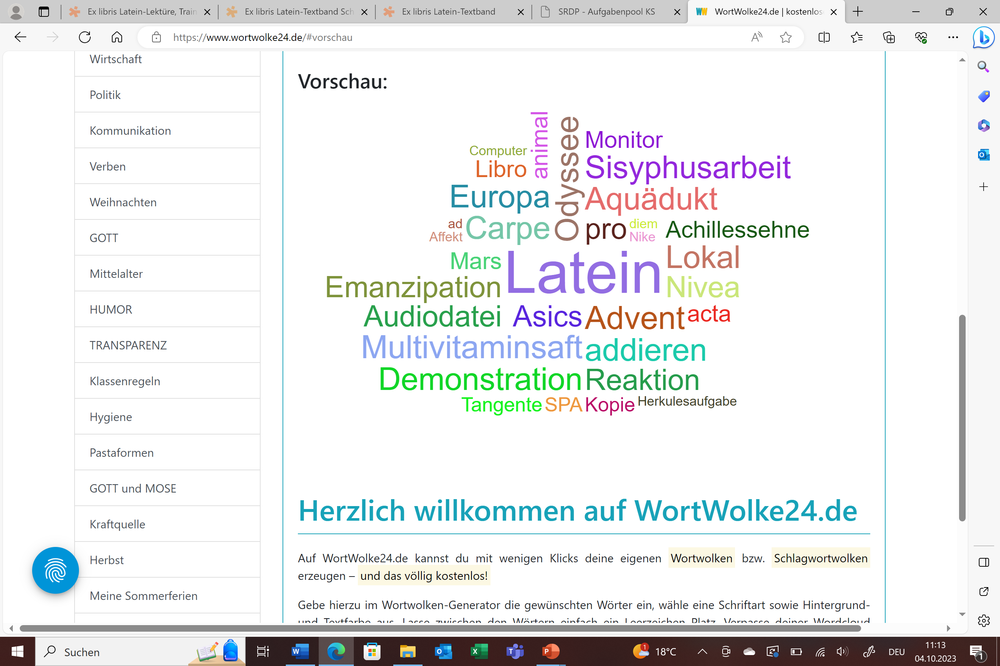 Ex libris Latein-Lektüre, Train
Ex libris Latein-Textband Sch
Ex libris Latein-Textband
SRDP - Aufgabenpool KS
WortWolke24.de | kostenlos
https://www.wortwolke24.de/#vorschau
Wirtschaft
Politik
Kommunikation
Verben
Weihnachten
GOTT
Mittelalter
HUMOR
TRANSPARENZ
Klassenregeln
Hygiene
Pastaformen
GOTT und MOSE
Kraftquelle
Herbst
Meine Sommerferien
Vorschau:
animal
Odyssee
Monitor
Computer
Libro
Sisyphusarbeit
Europa
Aquädukt
ad
Carpe
pro
diem
Achillessehne
Affekt
Nike
Mars
Latein
Lokal
Emanzipation
Nivea
Audiodatei
Asics
Advent
acta
Multivitaminsaft
addieren
Demonstration
Reaktion
Tangente
SPA
Kopie
Herkulesaufgabe
Herzlich willkommen auf WortWolke24.de
Auf WortWolke24.de kannst du mit wenigen Klicks deine eigenen Wortwolken bzw. Schlagwortwolken
erzeugen – und das völlig kostenlos!
Gebe hierzu im Wortwolken-Generator die gewünschten Wörter ein, wähle eine Schriftart sowie Hintergrund-
und Textfarbe aus. Lasse zwischen den Wörtern einfach ein Leerzeichen Platz. Verpasse deiner Wordcloud
Suchen
1
18°C
DEU
11:13
04.10.2023
1